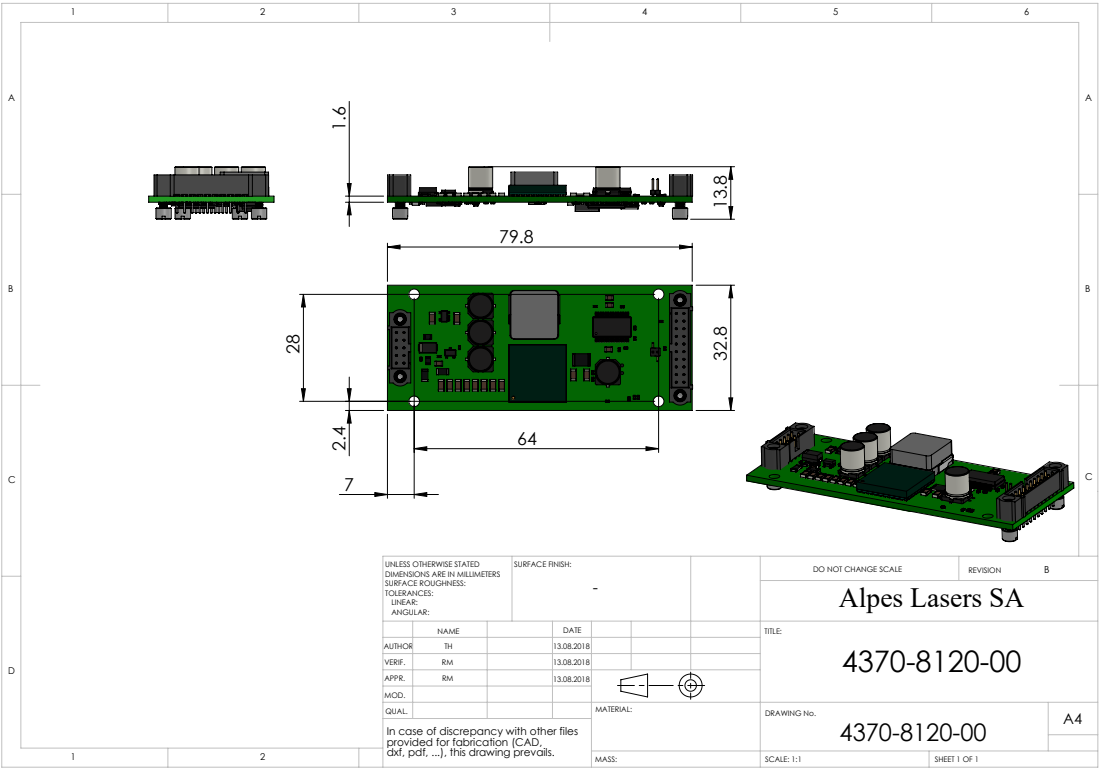 1 2 3 4 5 6
A A
1.6
13.8
79.8
B B
28
32.8
2.4
64
7
C C
UNLESS OTHERWISE STATED
DIMENSIONS ARE IN MILLIMETERS
SURFACE ROUGHNESS:
TOLERANCES:
LINEAR:
ANGULAR:
SURFACE FINISH:
-
DO NOT CHANGE SCALE
REVISION B
Alpes Lasers SA
NAME DATE
AUTHOR TH 13.08.2018
VERIF. RM 13.08.2018
APPR. RM 13.08.2018
MOD.
QUAL.
TITLE:
4370-8120-00
D
MATERIAL:
DRAWING No.
4370-8120-00
A4
In case of discrepancy with other files
provided for fabrication (CAD,
dxf, pdf, ...), this drawing prevails.
MASS:
SCALE: 1:1
SHEET 1 OF 1
1 2